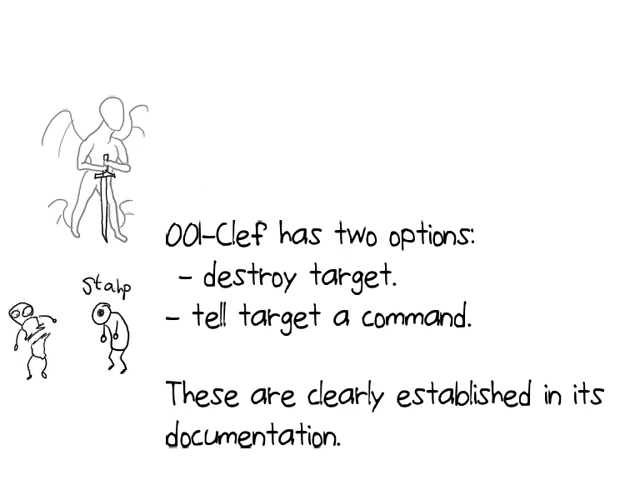 001-Clef has two options:
- destroy target.
Stahp
- tell target a command.
These are clearly established in its
documentation.